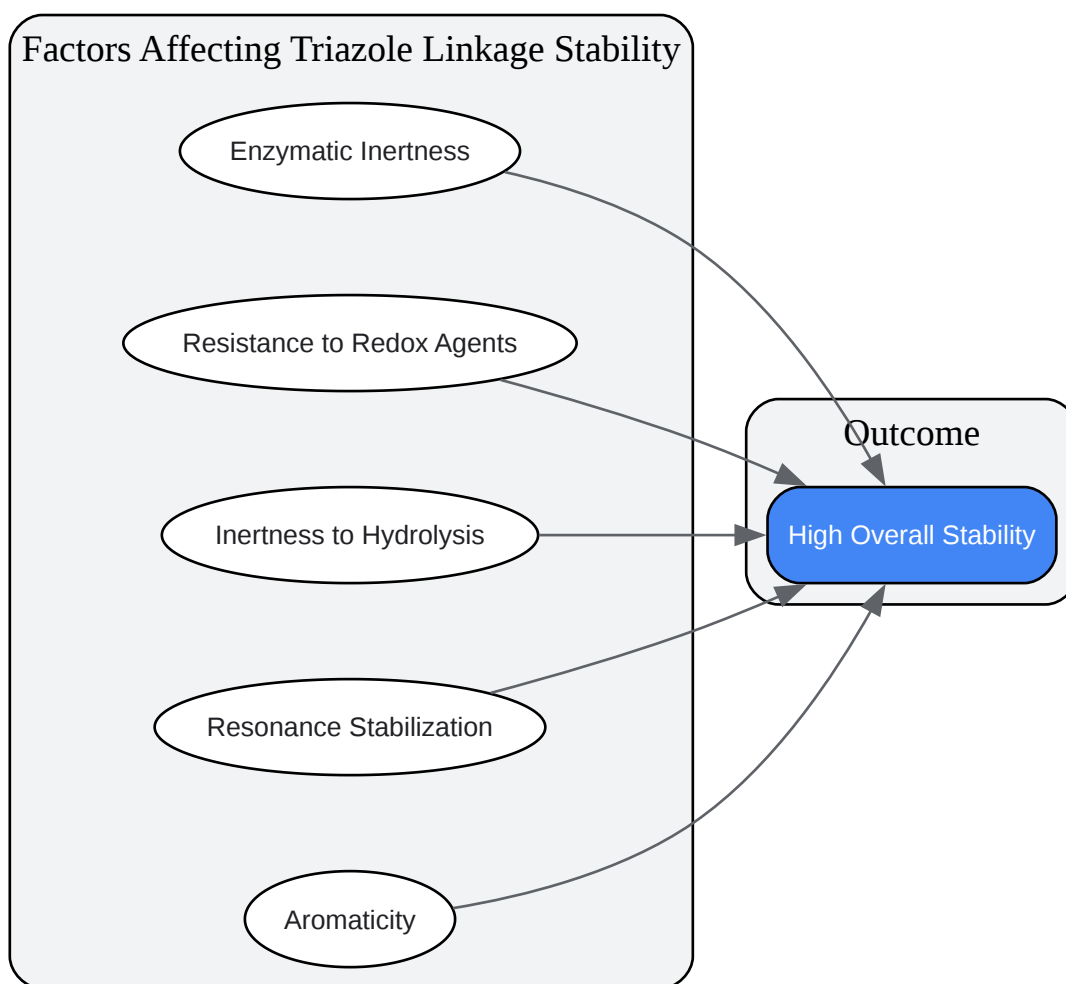 Factors Affecting Triazole Linkage Stability
Enzymatic Inertness
Resistance to Redox Agents
Inertness to Hydrolysis
Resonance Stabilization
Aromaticity
Outcome
High Overall Stability